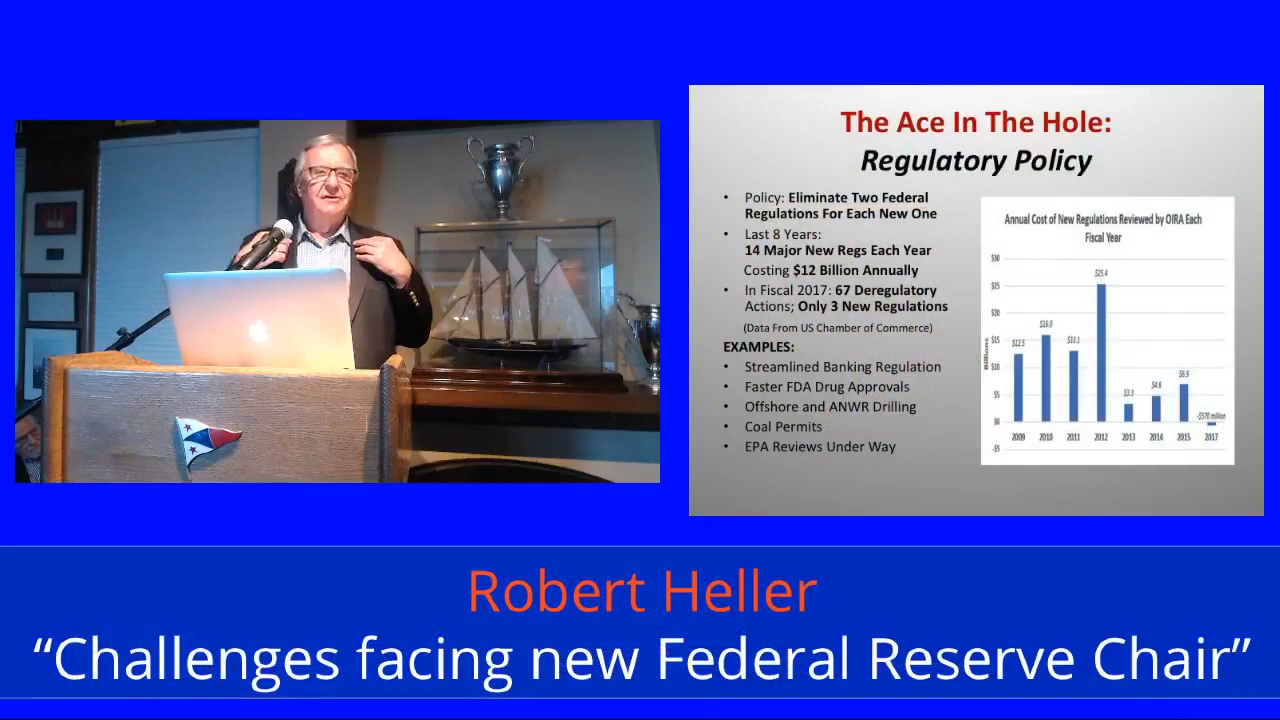 The Ace In The Hole:
Regulatory Policy
• Policy: Eliminate Two Federal
Regulations For Each New One
• Last 8 Years:
14 Major New Regs Each Year
Costing $12 Billion Annually
• In Fiscal 2017: 67 Deregulatory
Actions; Only 3 New Regulations
(Data From US Chamber of Commerce)
EXAMPLES:
• Streamlined Banking Regulation
• Faster FDA Drug Approvals
• Offshore and ANWR Drilling
• Coal Permits
• EPA Reviews Under Way
Annual Cost of New Regulations Reviewed by OIRA Each
Fiscal Year
Billions
$30
$25
$20
$15
$10
$5
$0
-$5
$12.5
$16.0
$13.1
$25.4
$3.3
$4.8
$6.9
-$570 million
2009 2010 2011 2012 2013 2014 2015 2017
Robert Heller
“Challenges facing new Federal Reserve Chair”